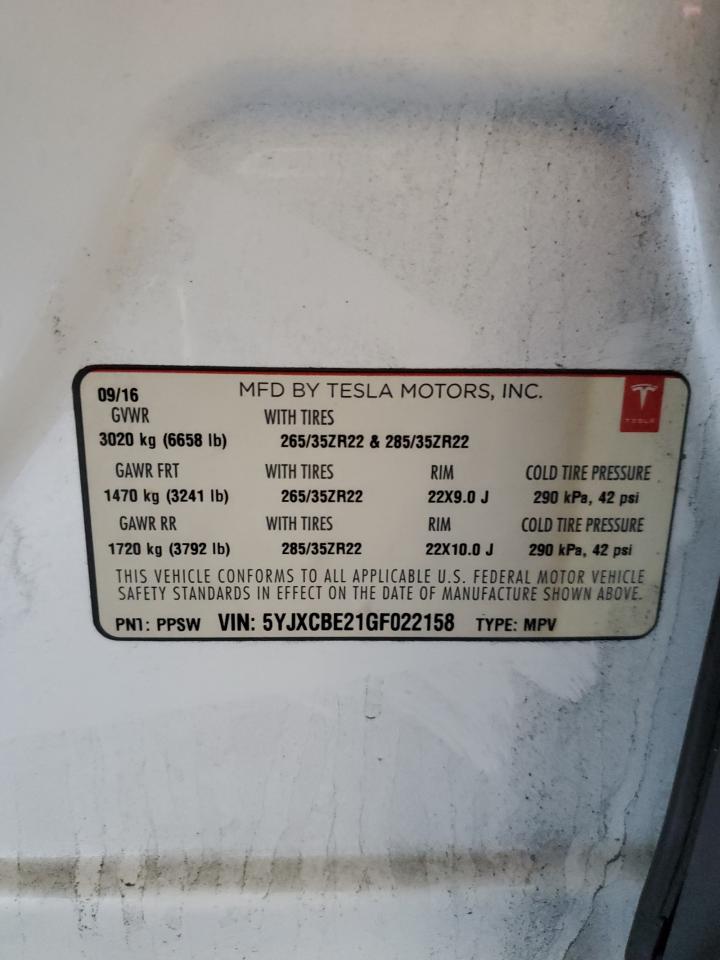 09/16 MFD BY TESLA MOTORS, INC.
TESLA
GVWR WITH TIRES
3020 kg (6658 lb) 265/35ZR22 & 285/35ZR22
GAWR FRT WITH TIRES RIM COLD TIRE PRESSURE
1470 kg (3241 lb) 265/35ZR22 22X9.0 J 290 kPa, 42 psi
GAWR RR WITH TIRES RIM COLD TIRE PRESSURE
1720 kg (3792 lb) 285/35ZR22 22X10.0 J 290 kPa, 42 psi
THIS VEHICLE CONFORMS TO ALL APPLICABLE U.S. FEDERAL MOTOR VEHICLE
SAFETY STANDARDS IN EFFECT ON THE DATE OF MANUFACTURE SHOWN ABOVE.
PNT: PPSW VIN: 5YJXCBE21GF022158 TYPE: MPV